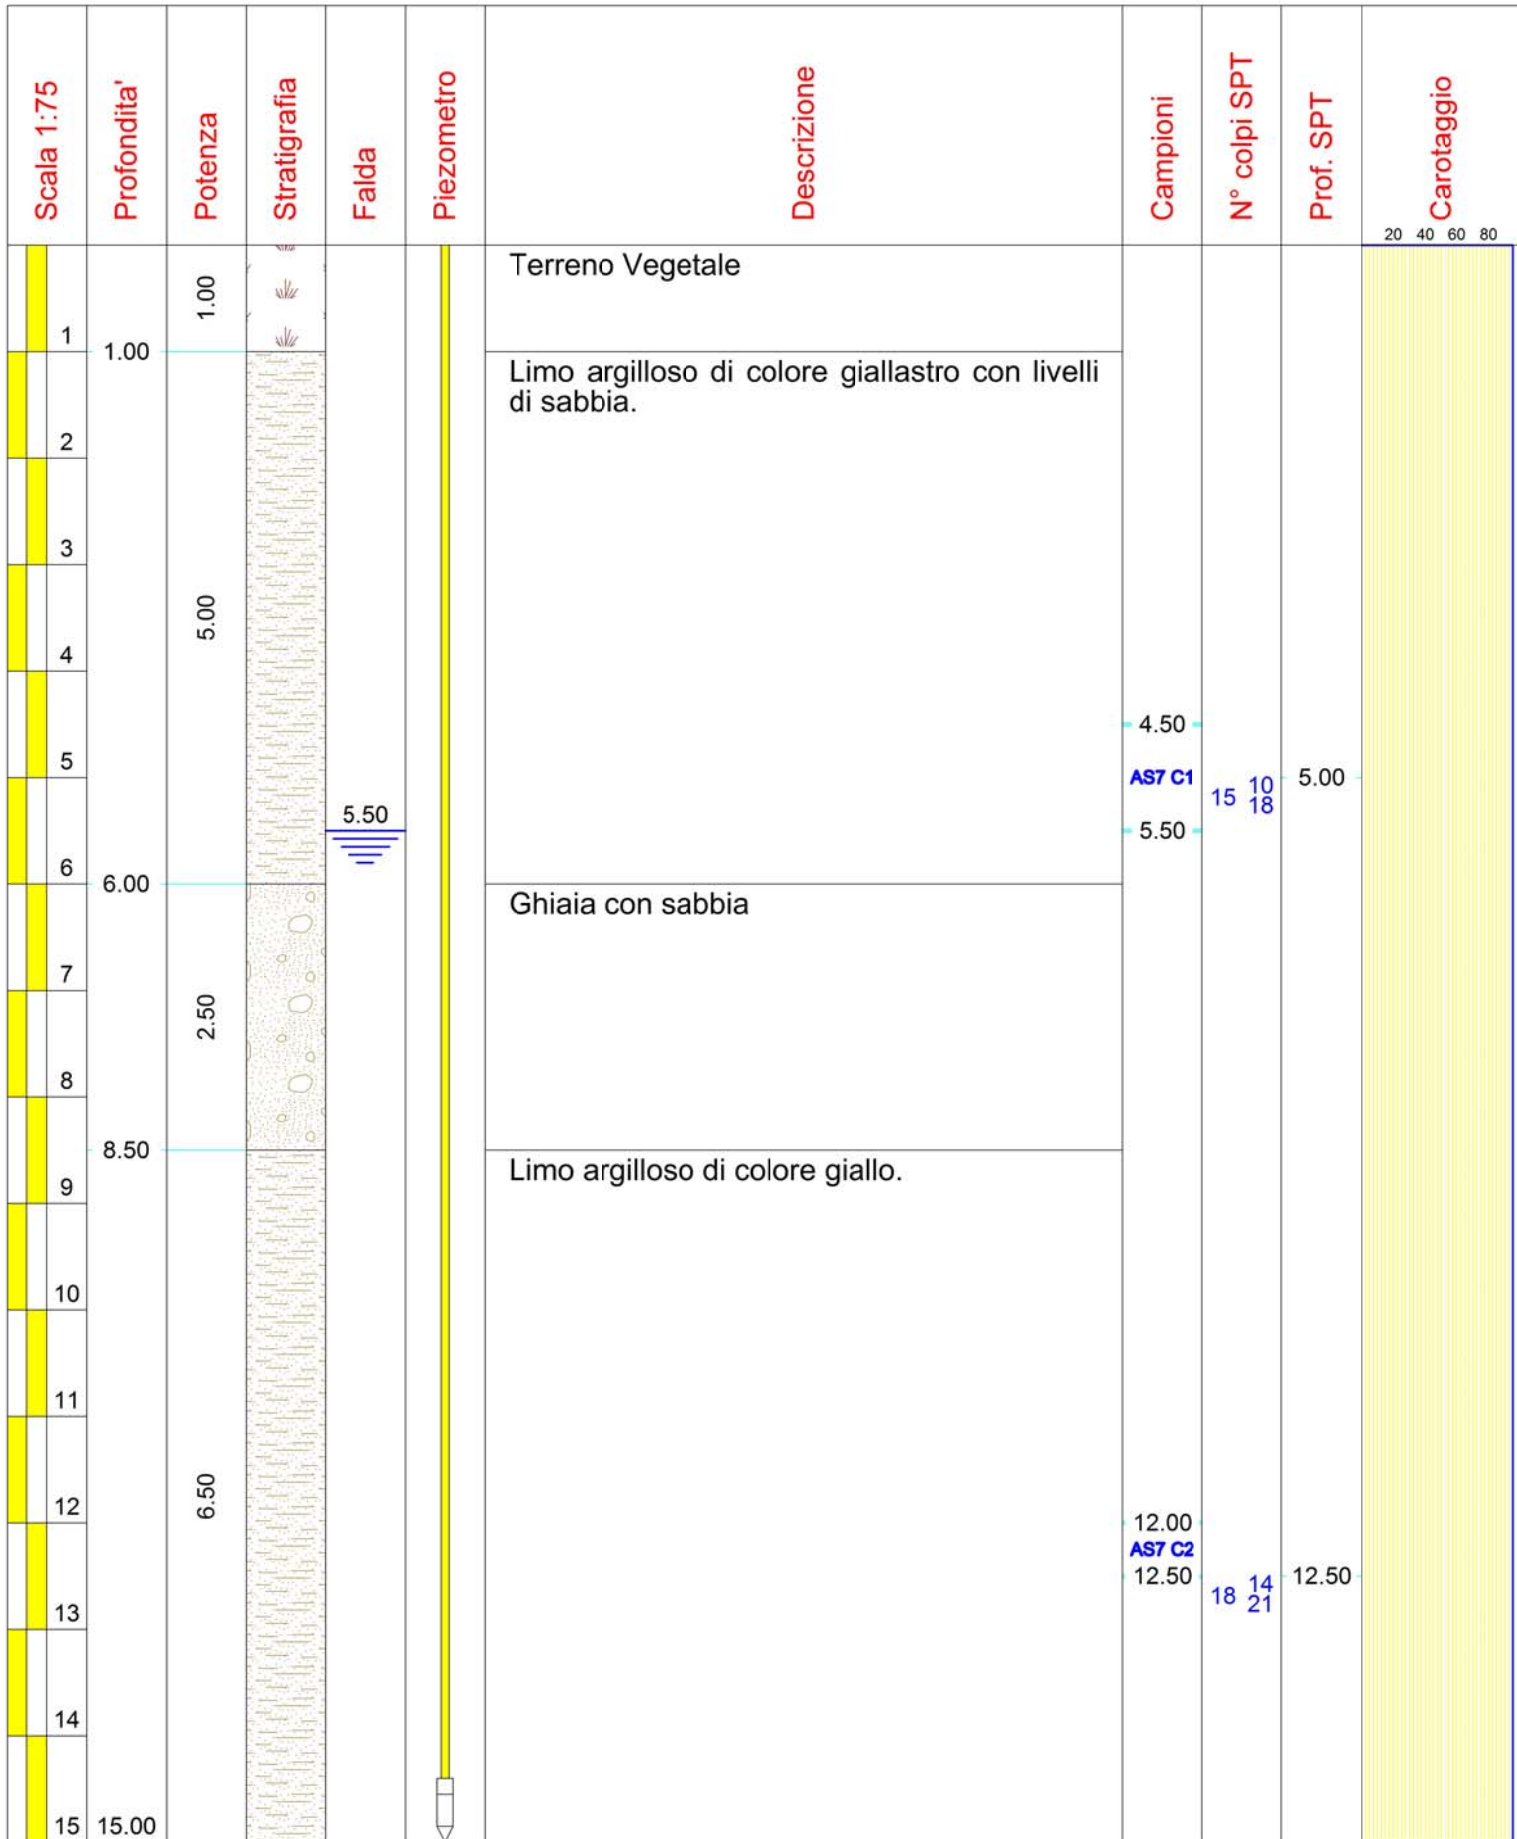 Scala 1:75
Profondita'
Potenza
Stratigrafia
Falda
Piezometro
Descrizione
Campioni
N° colpi SPT
Prof. SPT
Carotaggio
20 40 60 80
Terreno Vegetale
1.00
1
1.00
Limo argilloso di colore giallastro con livelli
di sabbia.
2
3
5.00
4
4.50
5
AS7 C1
15 10
18
5.00
5.50
5.50
6
6.00
Ghiaia con sabbia
7
2.50
8
8.50
Limo argilloso di colore giallo.
9
10
11
6.50
12
12.00
AS7 C2
12.50
18 14
21
12.50
13
14
15
15.00